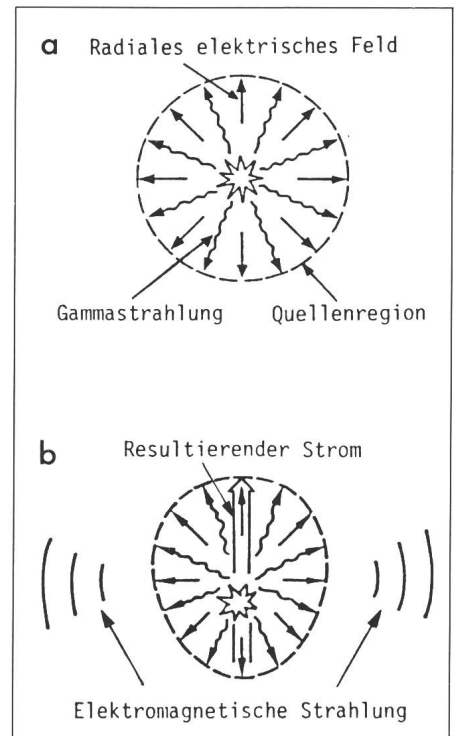 a Radiales elektrisches Feld
Gammastrahlung Quellenregion
b Resultierender Strom
Elektromagnetische Strahlung